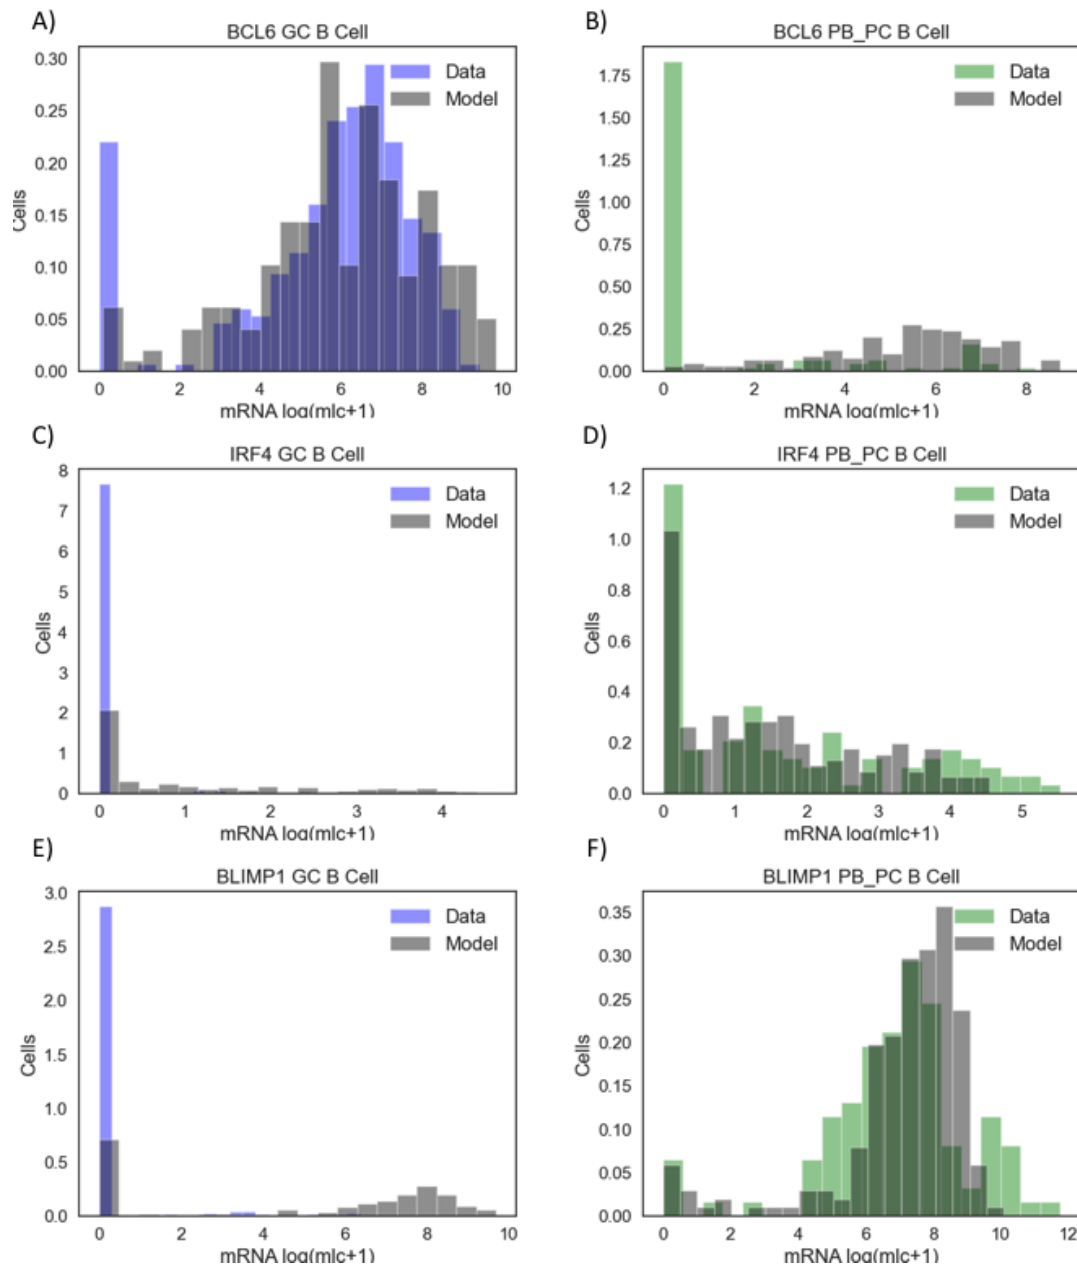 A)
BCL6 GC B Cell
Data
Model
0.30
0.25
0.20
0.15
0.10
0.05
0.00
Cells
0 2 4 6 8 10
mRNA log(mlc+1)
B)
BCL6 PB_PC B Cell
Data
Model
1.75
1.50
1.25
1.00
0.75
0.50
0.25
0.00
Cells
0 2 4 6 8
mRNA log(mlc+1)
C)
IRF4 GC B Cell
Data
Model
8
7
6
5
4
3
2
1
0
Cells
0 1 2 3 4
mRNA log(mlc+1)
D)
IRF4 PB_PC B Cell
Data
Model
1.2
1.0
0.8
0.6
0.4
0.2
0.0
Cells
0 1 2 3 4 5
mRNA log(mlc+1)
E)
BLIMP1 GC B Cell
Data
Model
3.0
2.5
2.0
1.5
1.0
0.5
0.0
Cells
0 2 4 6 8 10
mRNA log(mlc+1)
F)
BLIMP1 PB_PC B Cell
Data
Model
0.35
0.30
0.25
0.20
0.15
0.10
0.05
0.00
Cells
0 2 4 6 8 10 12
mRNA log(mlc+1)